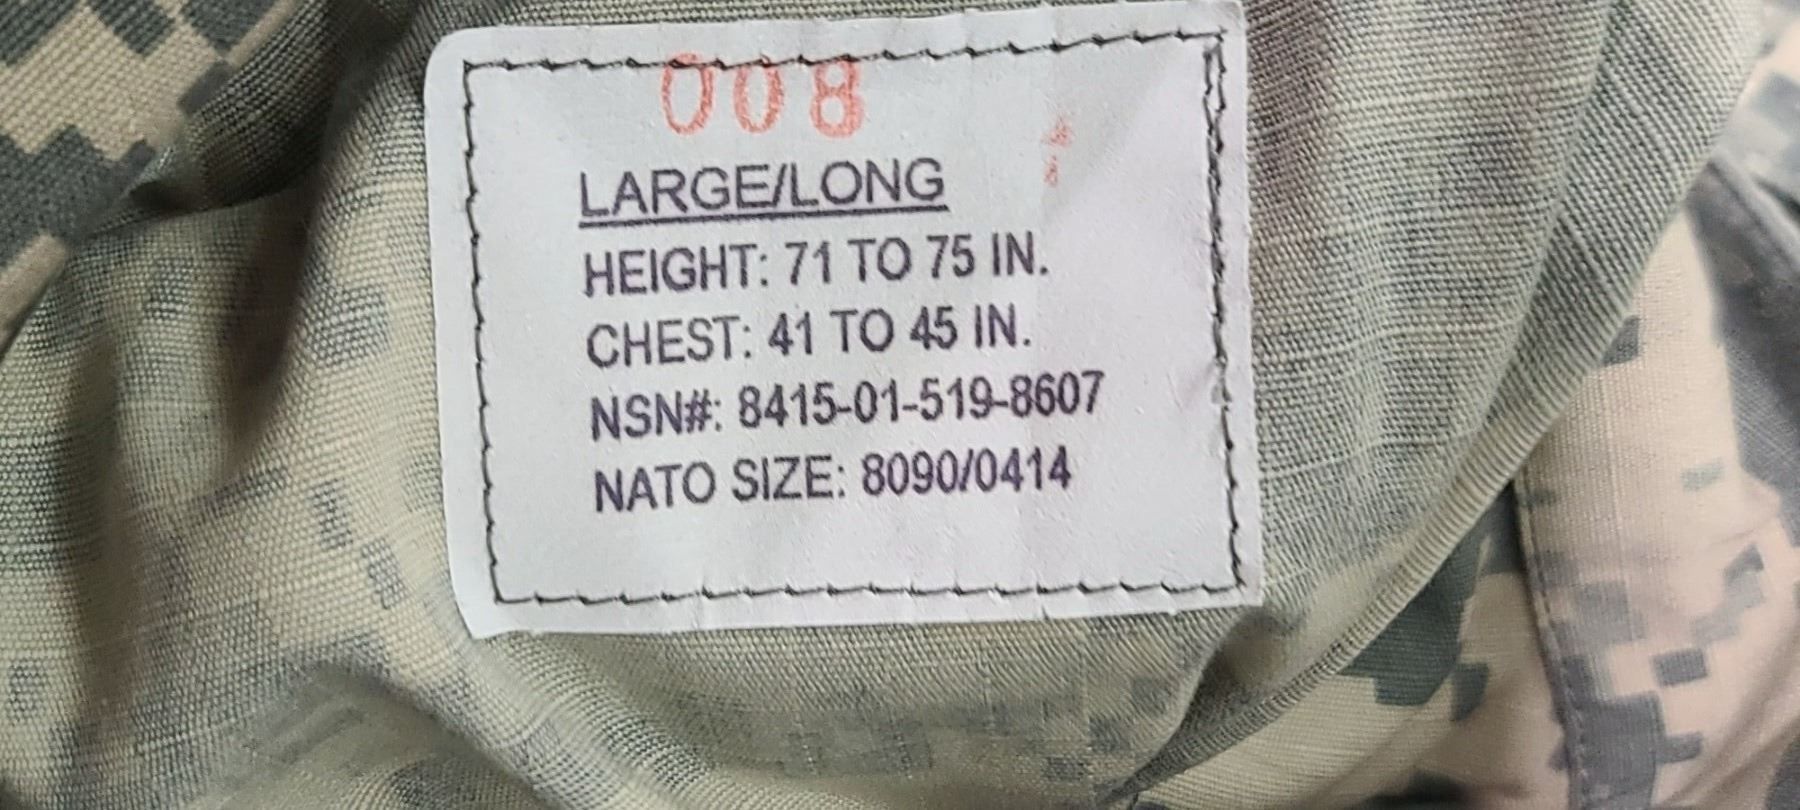 008
LARGE/LONG
HEIGHT: 71 TO 75 IN.
CHEST: 41 TO 45 IN.
NSN#: 8415-01-519-8607
NATO SIZE: 8090/0414